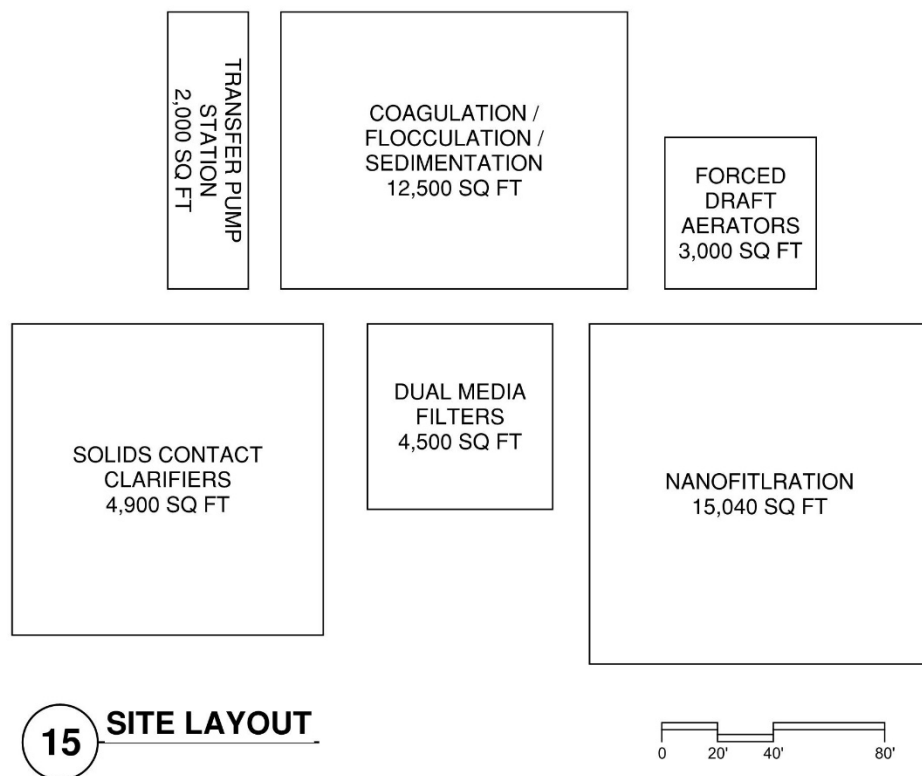 TRANSFER PUMP
STATION
2,000 SQ FT
COAGULATION /
FLOCCULATION /
SEDIMENTATION
12,500 SQ FT
FORCED
DRAFT
AERATORS
3,000 SQ FT
SOLIDS CONTACT
CLARIFIERS
4,900 SQ FT
DUAL MEDIA
FILTERS
4,500 SQ FT
NANOFITLRATION
15,040 SQ FT
15 SITE LAYOUT
0 20' 40' 80'